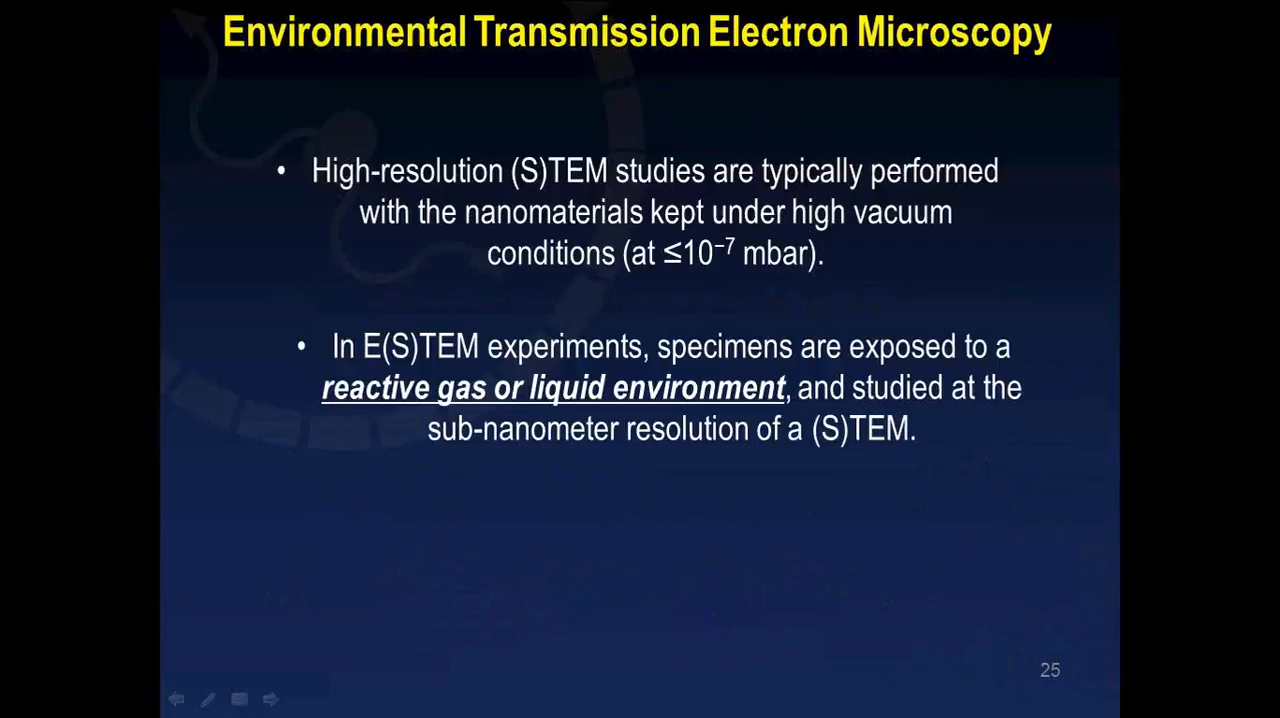 Environmental Transmission Electron Microscopy
• High-resolution (S)TEM studies are typically performed
with the nanomaterials kept under high vacuum
conditions (at ≤10⁻⁷ mbar).
• In E(S)TEM experiments, specimens are exposed to a
reactive gas or liquid environment, and studied at the
sub-nanometer resolution of a (S)TEM.
25